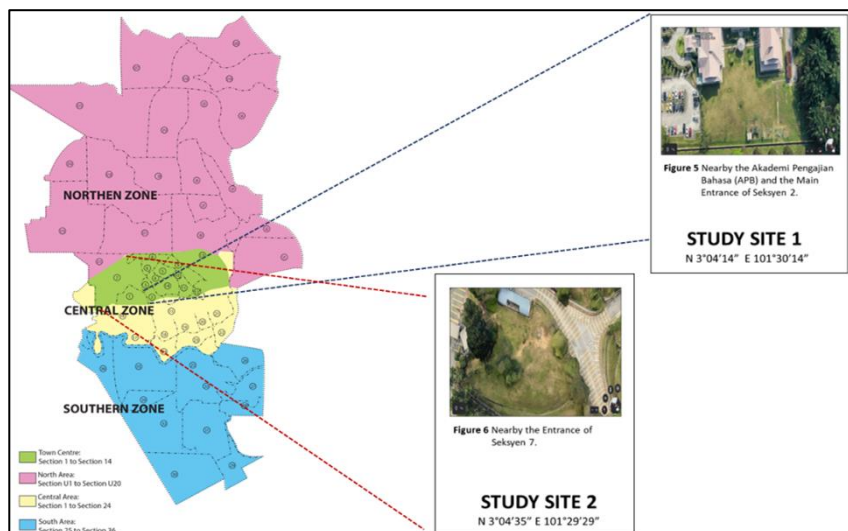 NORTHEN ZONE
CENTRAL ZONE
SOUTHERN ZONE
Town Centre:
Section 1 to Section 14
North Area:
Section U1 to Section U20
Central Area:
Section 1 to Section 24
South Area:
Section 25 to Section 36
Figure 5 Nearby the Akademi Pengajian
Bahasa (APB) and the Main
Entrance of Seksyen 2.
STUDY SITE 1
N 3°04'14" E 101°30'14"
Figure 6 Nearby the Entrance of
Seksyen 7.
STUDY SITE 2
N 3°04'35" E 101°29'29"